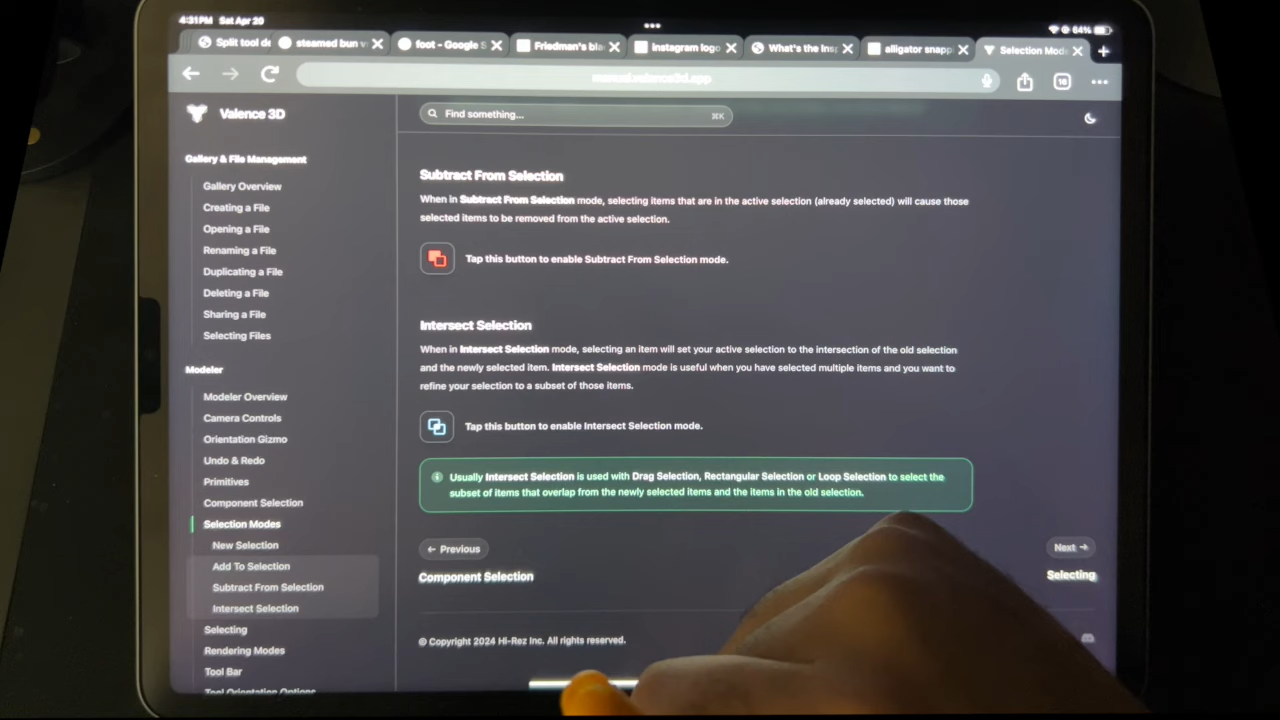 4:31 PM Sat Apr 20
64%
Split tool do
steamed bun v
foot - Google S
Friedman's bla
instagram logo
What's the Ins
alligator snapp
Selection Mod
manual.valence3d.app
Valence 3D
Find something...
⌘K
Gallery & File Management
Gallery Overview
Creating a File
Opening a File
Renaming a File
Duplicating a File
Deleting a File
Sharing a File
Selecting Files
Modeler
Modeler Overview
Camera Controls
Orientation Gizmo
Undo & Redo
Primitives
Component Selection
Selection Modes
New Selection
Add To Selection
Subtract From Selection
Intersect Selection
Selecting
Rendering Modes
Tool Bar
Tool Orientation Options
Subtract From Selection
When in Subtract From Selection mode, selecting items that are in the active selection (already selected) will cause those
selected items to be removed from the active selection.
Tap this button to enable Subtract From Selection mode.
Intersect Selection
When in Intersect Selection mode, selecting an item will set your active selection to the intersection of the old selection
and the newly selected item. Intersect Selection mode is useful when you have selected multiple items and you want to
refine your selection to a subset of those items.
Tap this button to enable Intersect Selection mode.
Usually Intersect Selection is used with Drag Selection, Rectangular Selection or Loop Selection to select the
subset of items that overlap from the newly selected items and the items in the old selection.
← Previous
Component Selection
Next →
Selecting
© Copyright 2024 Hi-Rez Inc. All rights reserved.